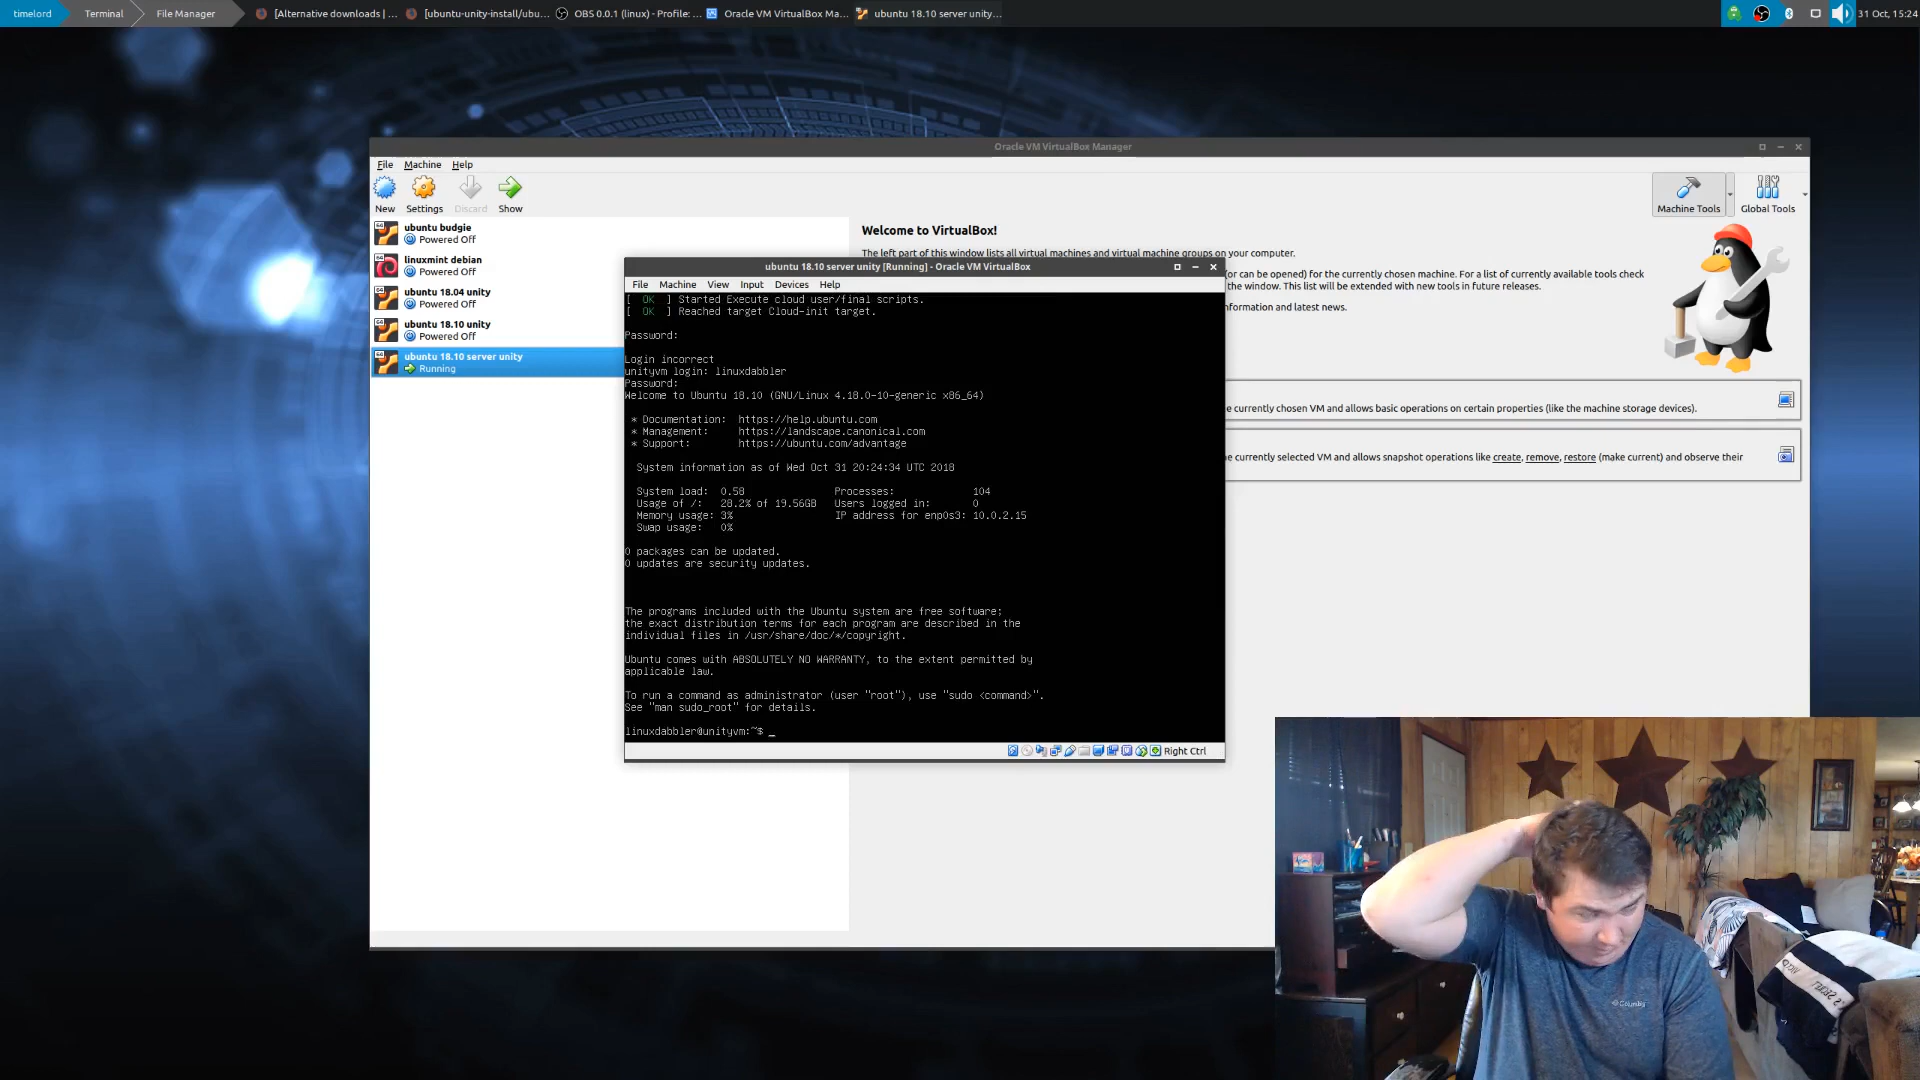 timelord
Terminal
File Manager
[Alternative downloads | ...
[ubuntu-unity-install/ubu...
OBS 0.0.1 (linux) - Profile: ...
Oracle VM VirtualBox Ma...
ubuntu 18.10 server unity...
31 Oct, 15:24
Oracle VM VirtualBox Manager
File Machine Help
New
Settings
Discard
Show
Machine Tools
Global Tools
ubuntu budgie
Powered Off
linuxmint debian
Powered Off
ubuntu 18.04 unity
Powered Off
ubuntu 18.10 unity
Powered Off
ubuntu 18.10 server unity
Running
Welcome to VirtualBox!
The left part of this window lists all virtual machines and virtual machine groups on your computer.
(or can be opened) for the currently chosen machine. For a list of currently available tools check
the window. This list will be extended with new tools in future releases.
nformation and latest news.
e currently chosen VM and allows basic operations on certain properties (like the machine storage devices).
e currently selected VM and allows snapshot operations like create, remove, restore (make current) and observe their
ubuntu 18.10 server unity [Running] - Oracle VM VirtualBox
File Machine View Input Devices Help
[ OK ] Started Execute cloud user/final scripts.
[ OK ] Reached target Cloud-init target.
Password:
Login incorrect
unityvm login: linuxdabbler
Password:
Welcome to Ubuntu 18.10 (GNU/Linux 4.18.0-10-generic x86_64)
* Documentation: https://help.ubuntu.com
* Management: https://landscape.canonical.com
* Support: https://ubuntu.com/advantage
System information as of Wed Oct 31 20:24:34 UTC 2018
System load: 0.58 Processes: 104
Usage of /: 28.2% of 19.56GB Users logged in: 0
Memory usage: 3% IP address for enp0s3: 10.0.2.15
Swap usage: 0%
0 packages can be updated.
0 updates are security updates.
The programs included with the Ubuntu system are free software;
the exact distribution terms for each program are described in the
individual files in /usr/share/doc/*/copyright.
Ubuntu comes with ABSOLUTELY NO WARRANTY, to the extent permitted by
applicable law.
To run a command as administrator (user "root"), use "sudo <command>".
See "man sudo_root" for details.
linuxdabbler@unityvm:~$ _
Right Ctrl
Columbia